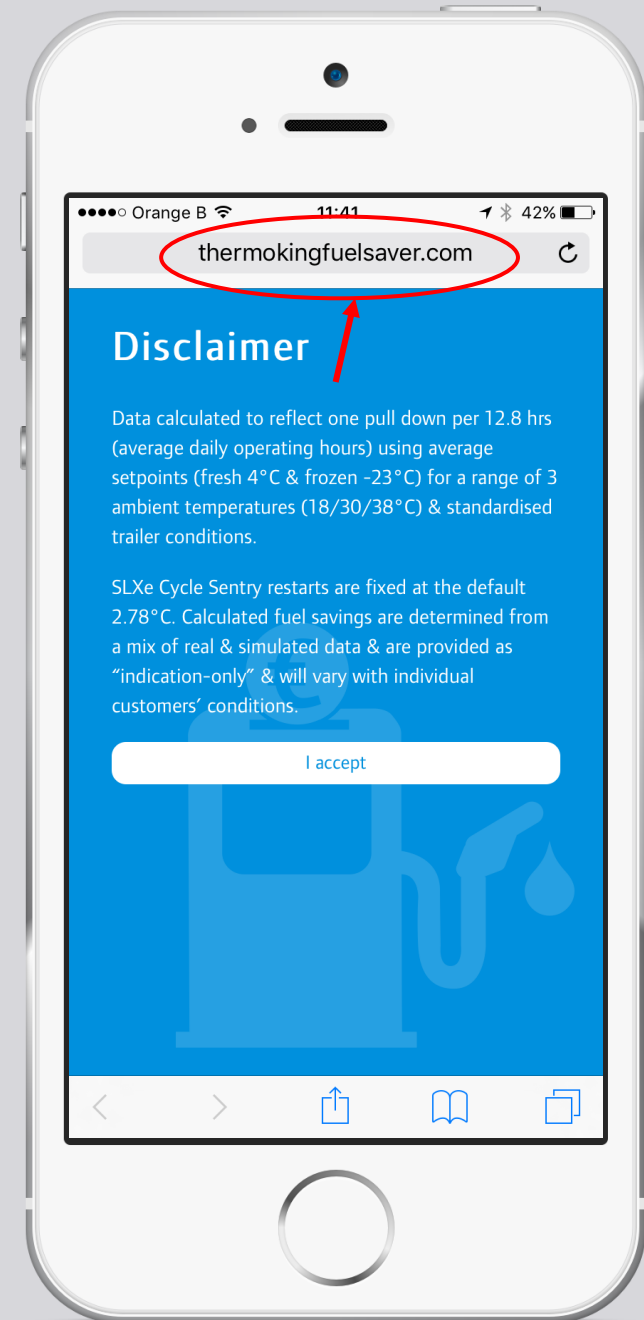 Orange B 11:41 42%
thermokingfuelsaver.com
Disclaimer
Data calculated to reflect one pull down per 12.8 hrs
(average daily operating hours) using average
setpoints (fresh 4°C & frozen -23°C) for a range of 3
ambient temperatures (18/30/38°C) & standardised
trailer conditions.
SLXe Cycle Sentry restarts are fixed at the default
2.78°C. Calculated fuel savings are determined from
a mix of real & simulated data & are provided as
“indication-only” & will vary with individual
customers’ conditions.
I accept